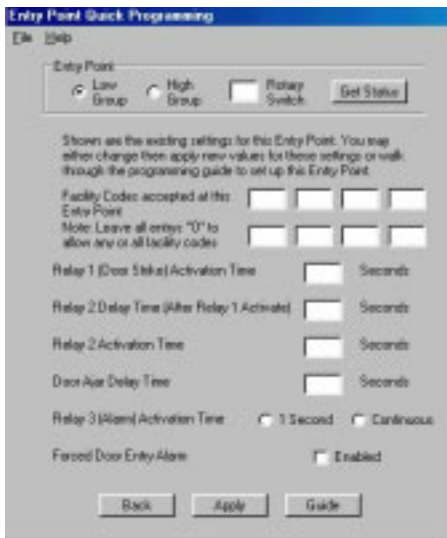 Entry Point Quick Programming
File Help
Entry Point
Low Group
High Group
Rotary Switch
Get Status
Shown are the existing settings for this Entry Point. You may
either change then apply new values for these settings or walk
through the programming guide to set up this Entry Point.
Facility Codes accepted at this
Entry Point
Note: Leave all entrys "0" to
allow any or all facility codes
Relay 1 (Door Strike) Activation Time Seconds
Relay 2 Delay Time (After Relay 1 Activate) Seconds
Relay 2 Activation Time Seconds
Door Ajar Delay Time Seconds
Relay 3 (Alarm) Activation Time 1 Second Continuous
Forced Door Entry Alarm Enabled
Back Apply Guide